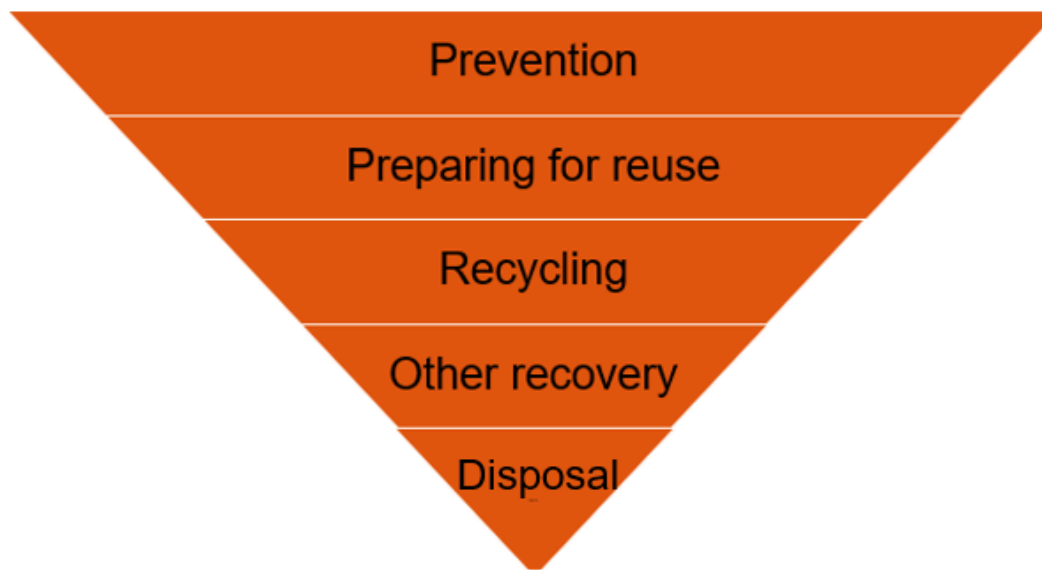 Prevention
Preparing for reuse
Recycling
Other recovery
Disposal